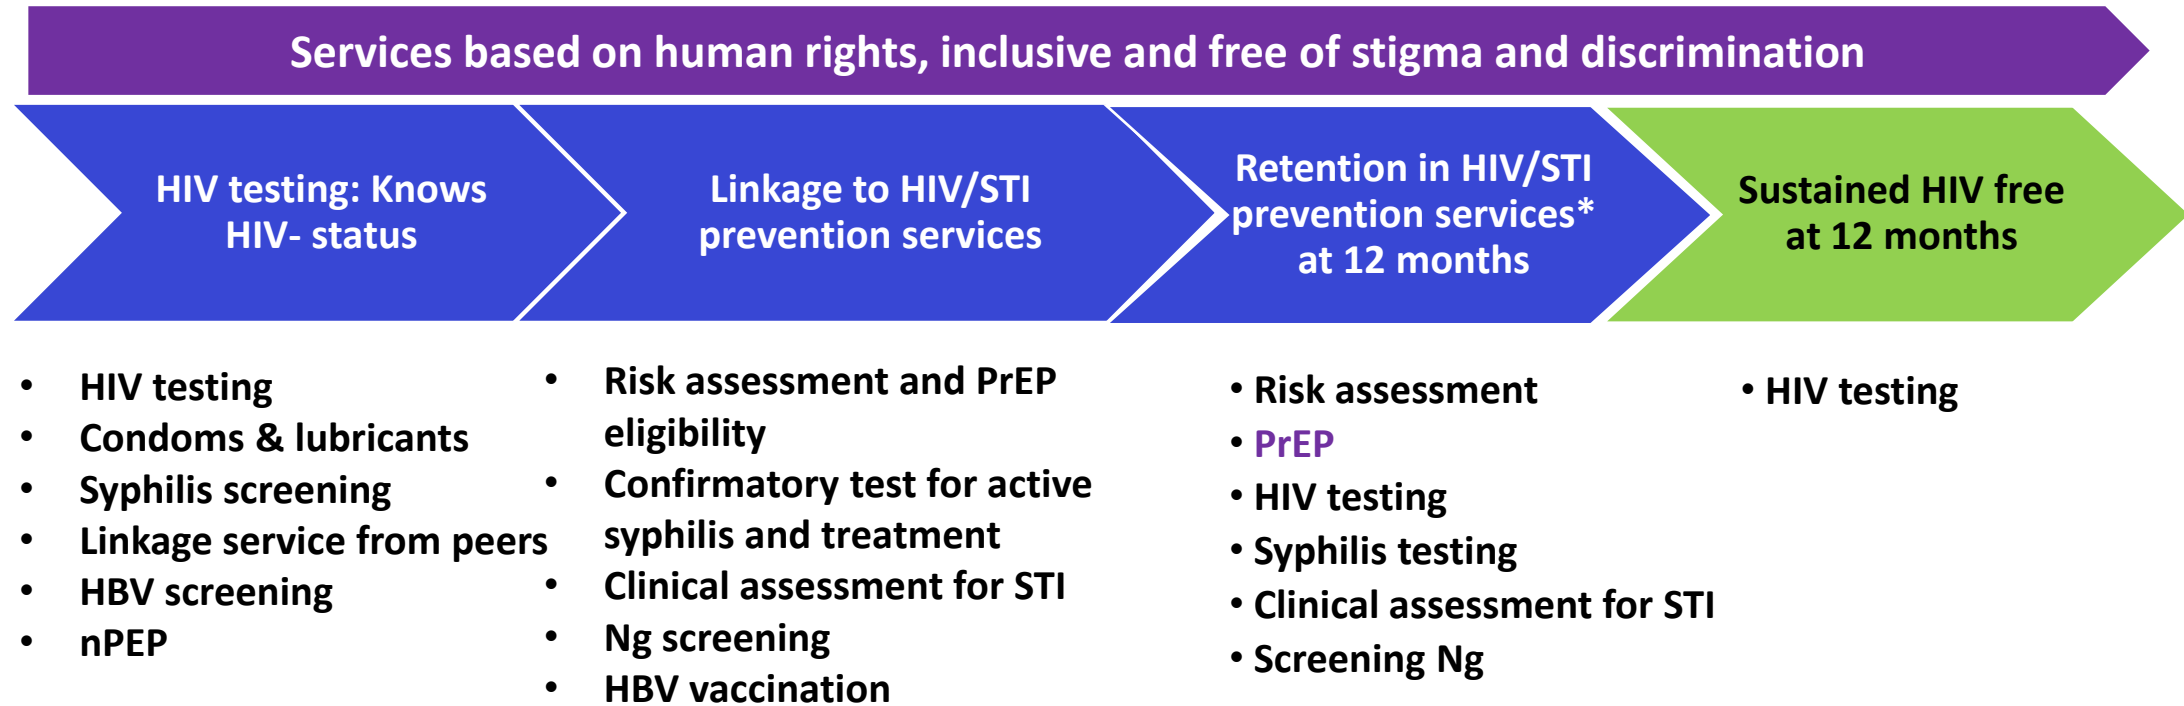 Services based on human rights, inclusive and free of stigma and discrimination
HIV testing: Knows
HIV- status
Linkage to HIV/STI
prevention services
Retention in HIV/STI
prevention services*
at 12 months
Sustained HIV free
at 12 months
• HIV testing
• Condoms & lubricants
• Syphilis screening
• Linkage service from peers
• HBV screening
• nPEP
• Risk assessment and PrEP
eligibility
• Confirmatory test for active
syphilis and treatment
• Clinical assessment for STI
• Ng screening
• HBV vaccination
• Risk assessment
• PrEP
• HIV testing
• Syphilis testing
• Clinical assessment for STI
• Screening Ng
• HIV testing